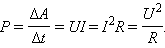 P = ΔA/Δt = UI = I²R = U²/R.